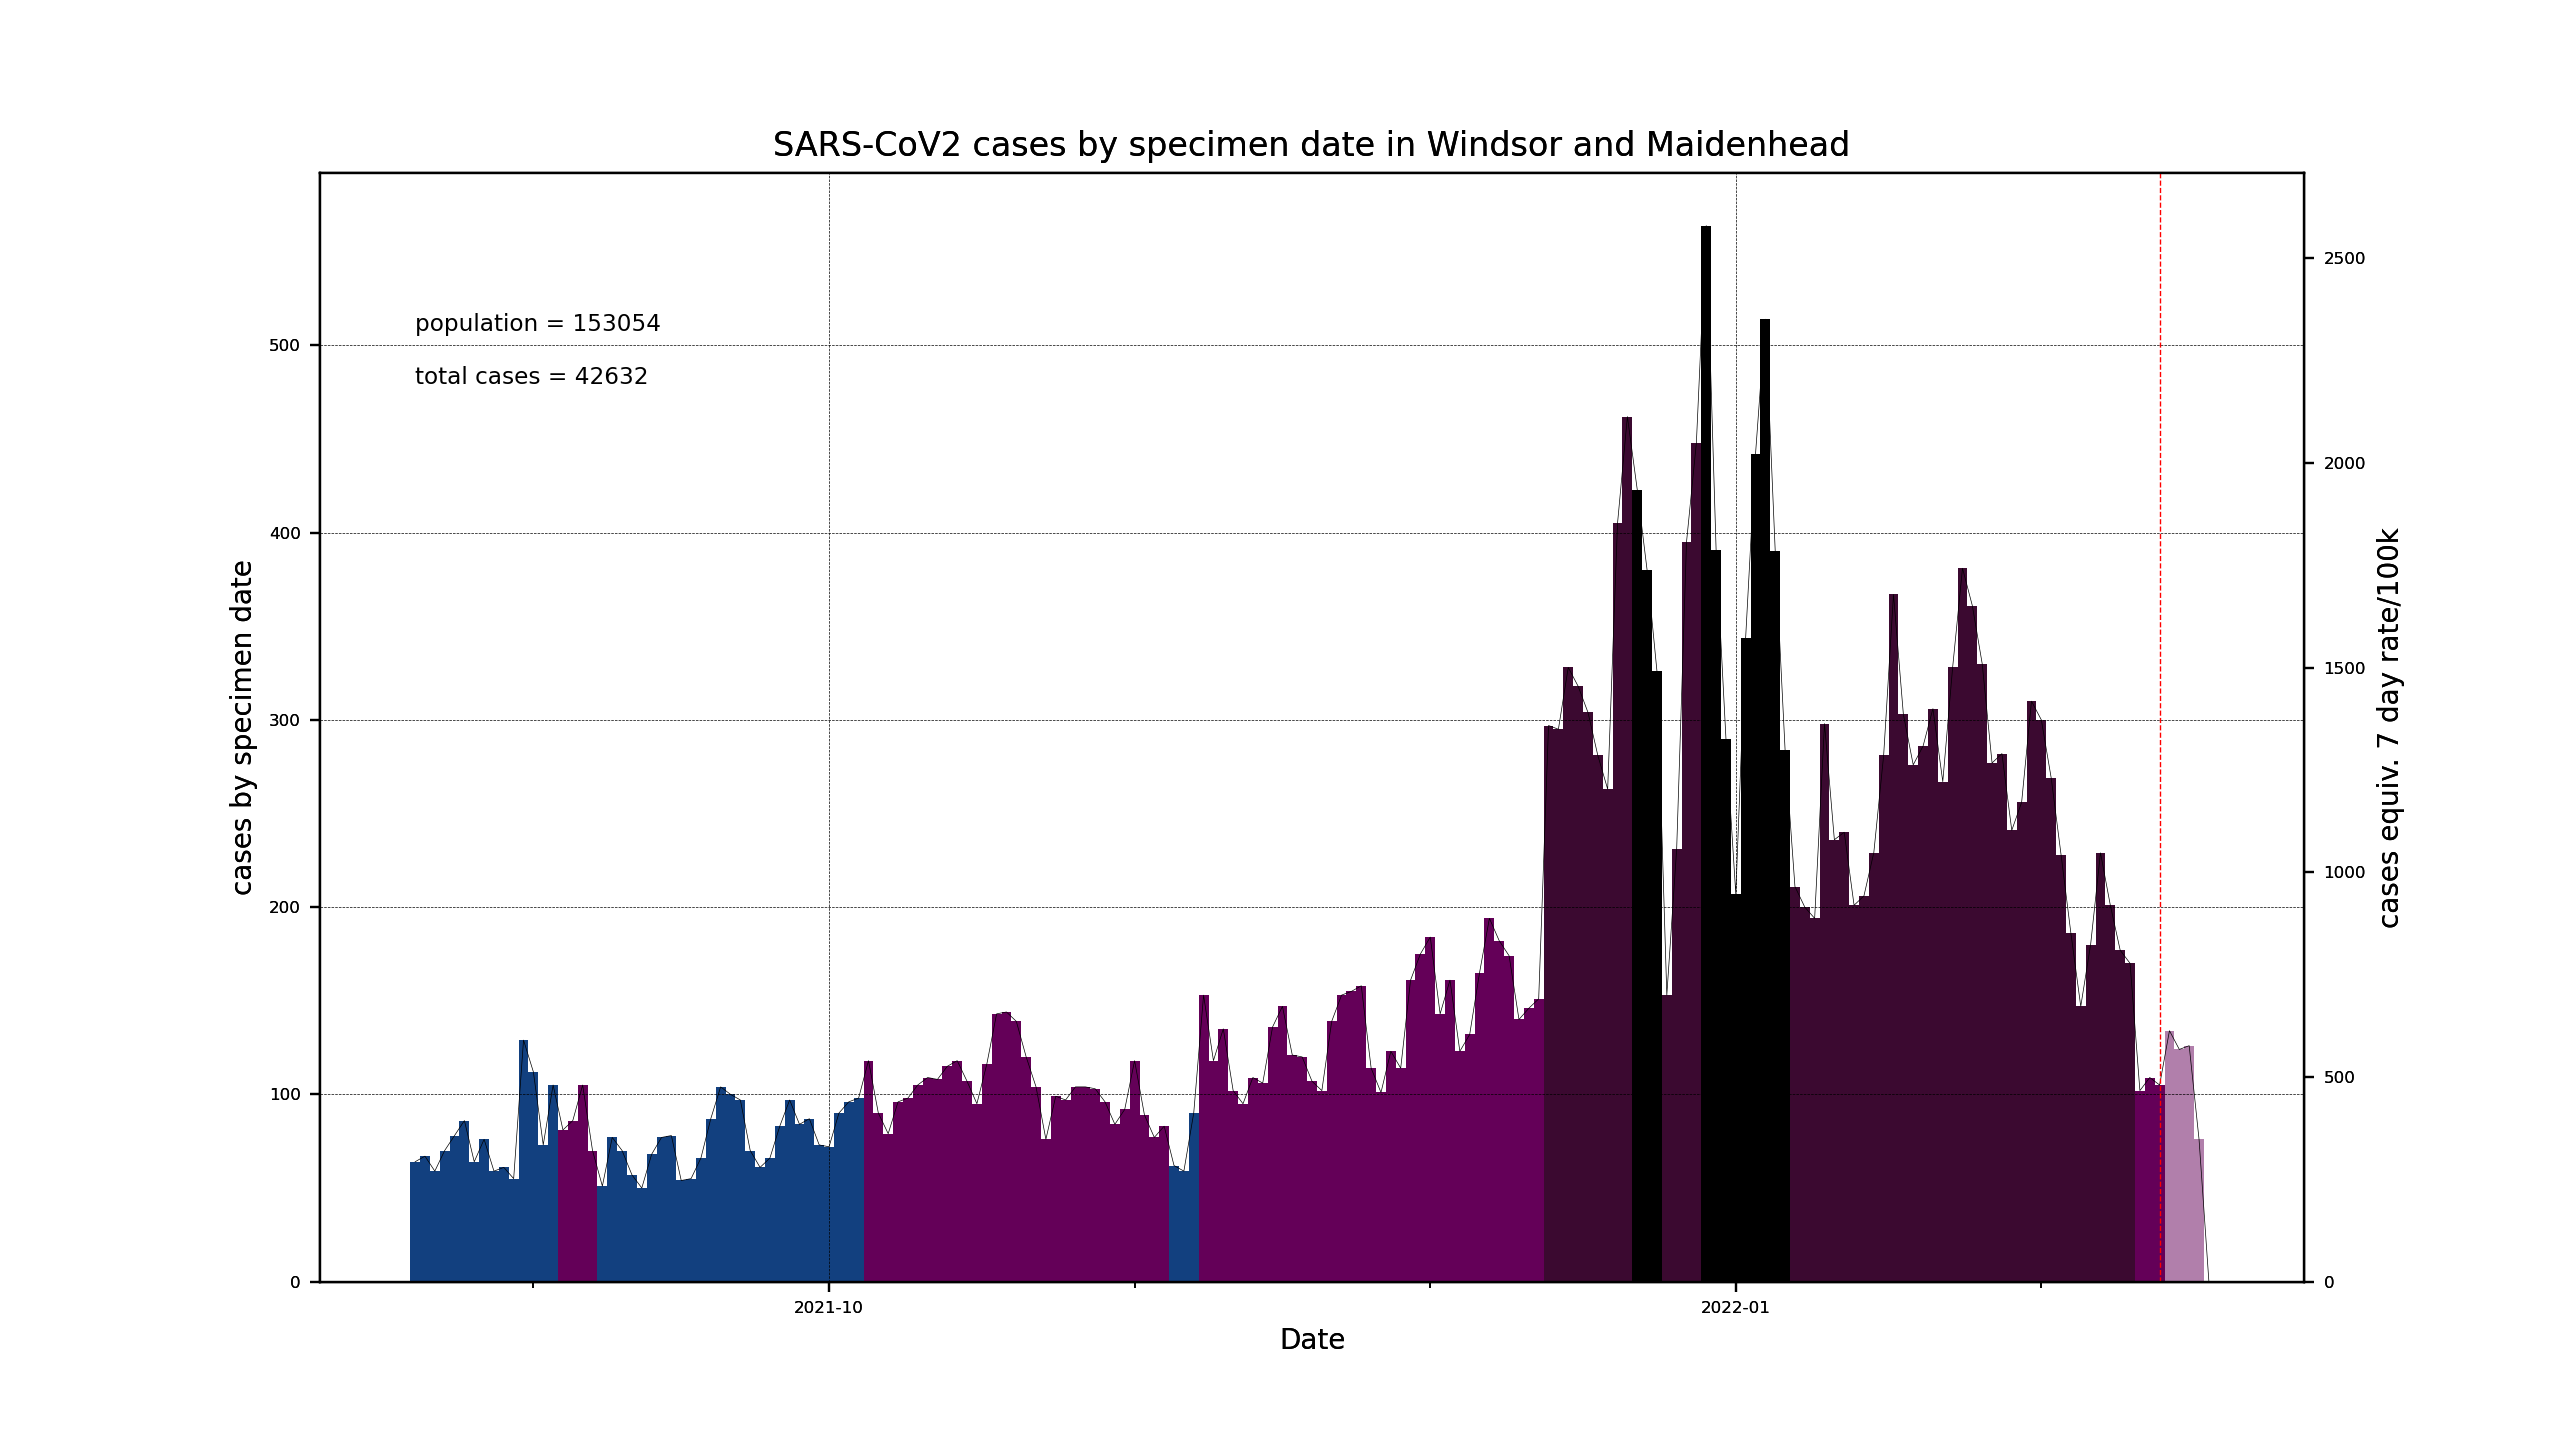 SARS-CoV2 cases by specimen date in Windsor and Maidenhead
population = 153054
total cases = 42632
cases by specimen date
500
400
300
200
100
0
2500
2000
1500
1000
500
0
cases equiv. 7 day rate/100k
2021-10
2022-01
Date